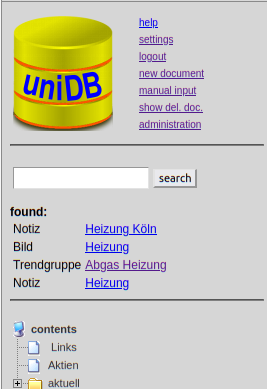 uniDB
help
settings
logout
new document
manual input
show del. doc.
administration
search
found:
Notiz Heizung Köln
Bild Heizung
Trendgruppe Abgas Heizung
Notiz Heizung
contents
Links
Aktien
aktuell